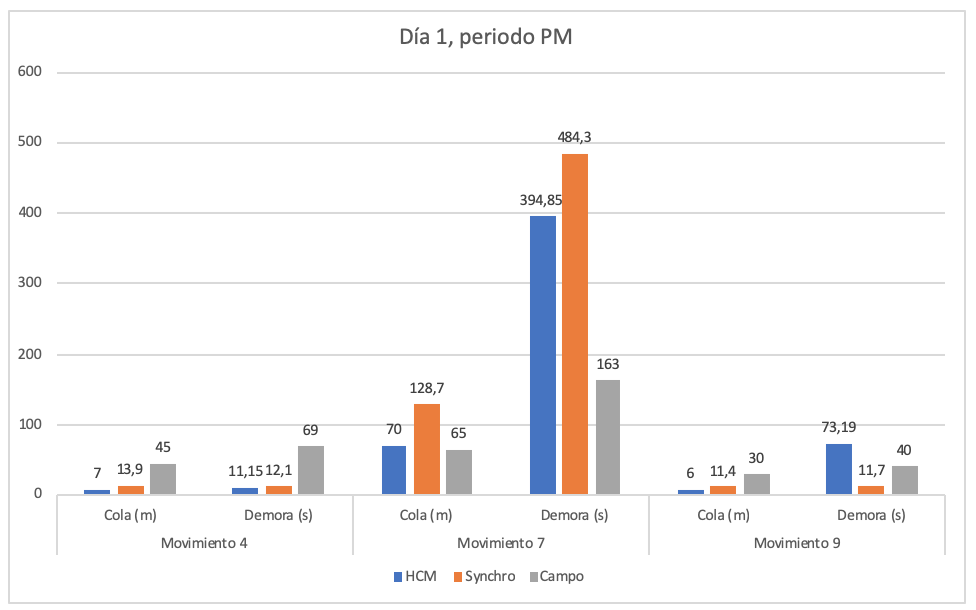 Día 1, periodo PM
600
500
400
300
200
100
0
7 13,9 45 11,15 12,1 69 70 128,7 65 394,85 484,3 163 6 11,4 30 73,19 11,7 40
Cola (m) Demora (s) Cola (m) Demora (s) Cola (m) Demora (s)
Movimiento 4 Movimiento 7 Movimiento 9
HCM Synchro Campo